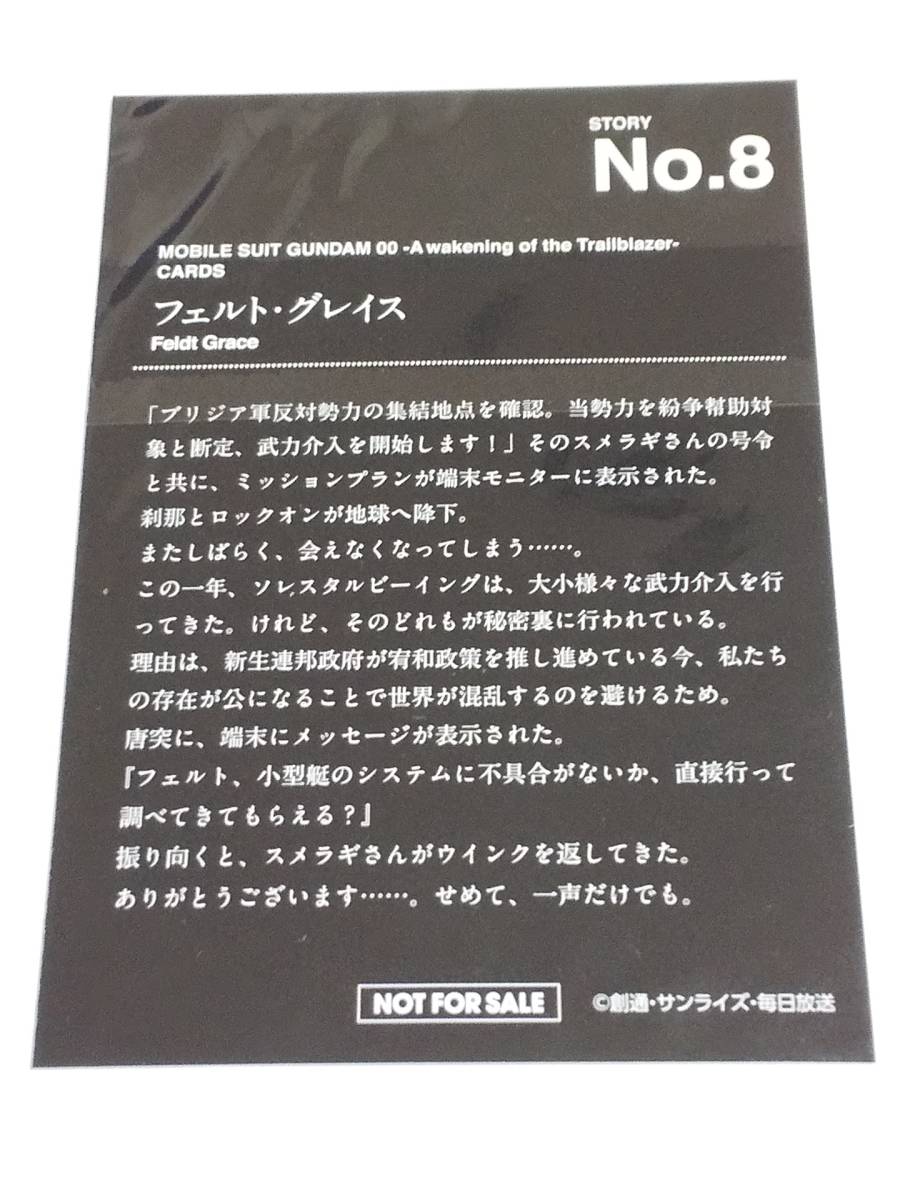 STORY
No.8
MOBILE SUIT GUNDAM 00 -Awakening of the Trailblazer-
CARDS
フェルト・グレイス
Feldt Grace
「プリジア軍反対勢力の集結地点を確認。当勢力を紛争幇助対
象と断定、武力介入を開始します！」そのスメラギさんの号令
と共に、ミッションプランが端末モニターに表示された。
刹那とロックオンが地球へ降下。
またしばらく、会えなくなってしまう……。
この一年、ソレスタルビーイングは、大小様々な武力介入を行
ってきた。けれど、そのどれもが秘密裏に行われている。
理由は、新生連邦政府が宥和政策を推し進めている今、私たち
の存在が公になることで世界が混乱するのを避けるため。
唐突に、端末にメッセージが表示された。
『フェルト、小型艇のシステムに不具合がないか、直接行って
調べてきてもらえる？』
振り向くと、スメラギさんがウインクを返してきた。
ありがとうございます……。せめて、一声だけでも。
NOT FOR SALE
©創通・サンライズ・毎日放送